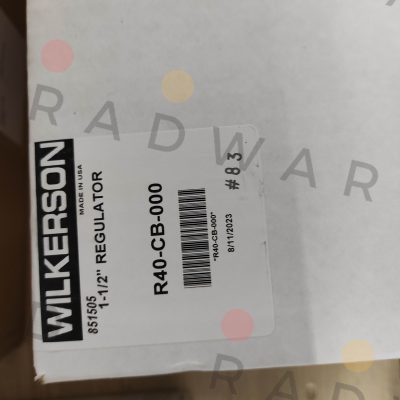 WILKERSON
MADE IN USA
851505
1-1/2" REGULATOR
R40-CB-000
"R40-CB-000"
8/11/2023
#83
RADWAR
RADWAR